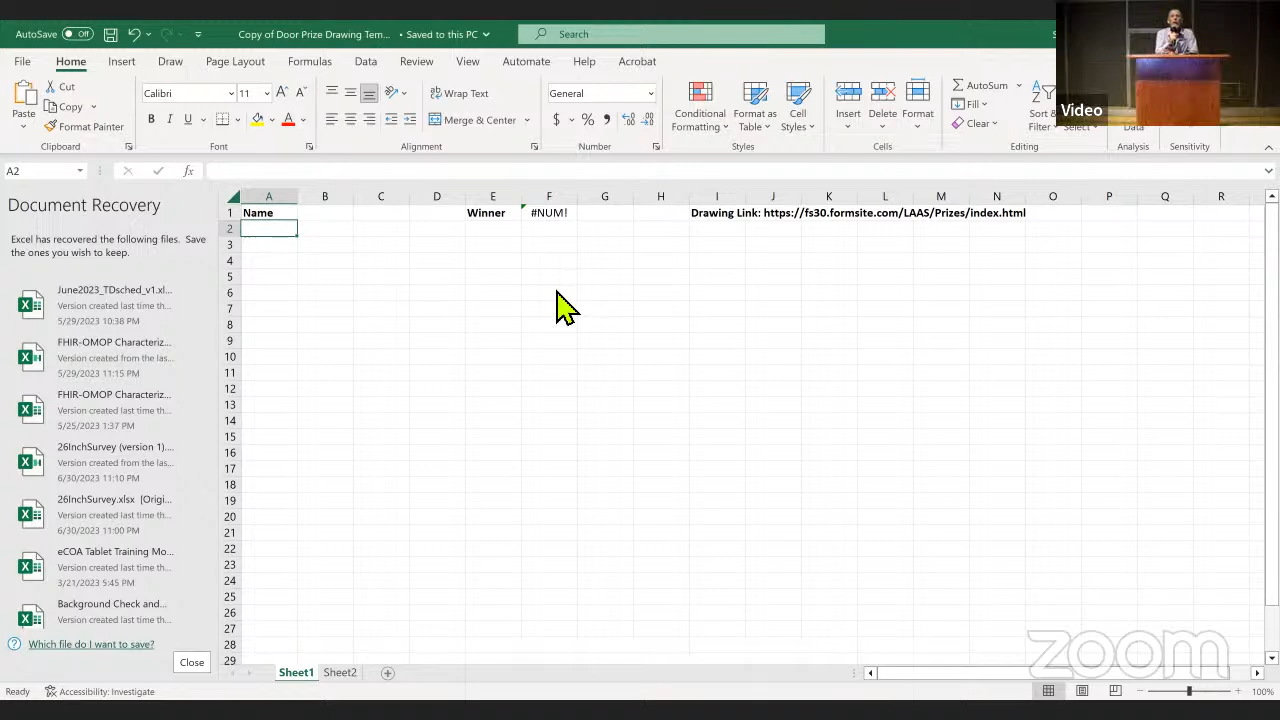 AutoSave Off Copy of Door Prize Drawing Tem... • Saved to this PC Search
File Home Insert Draw Page Layout Formulas Data Review View Automate Help Acrobat
Paste Cut Copy Format Painter
Calibri 11 A A
B I U A
Wrap Text
Merge & Center
General
$ % 9
Conditional Formatting Format as Table Cell Styles
Insert Delete Format
AutoSum Fill Clear
Sort & Filter Select
Data
Video
Clipboard Font Alignment Number Styles Cells Editing Analysis Sensitivity
A2 fx
Document Recovery
Excel has recovered the following files. Save
the ones you wish to keep.
June2023_TDsched_v1.xl...
Version created last time th...
5/29/2023 10:38 PM
FHIR-OMOP Characteriz...
Version created from the las...
5/29/2023 11:15 PM
FHIR-OMOP Characteriz...
Version created last time th...
5/25/2023 1:37 PM
26InchSurvey (version 1)....
Version created from the las...
6/30/2023 11:10 PM
26InchSurvey.xlsx [Origi...
Version created last time th...
6/30/2023 11:00 PM
eCOA Tablet Training Mo...
Version created last time th...
3/21/2023 5:45 PM
Background Check and...
Version created last time th...
Which file do I want to save?
Close
A B C D E F G H I J K L M N O P Q R
1 Name Winner #NUM! Drawing Link: https://fs30.formsite.com/LAAS/Prizes/index.html
2
3
4
5
6
7
8
9
10
11
12
13
14
15
16
17
18
19
20
21
22
23
24
25
26
27
28
29
Sheet1 Sheet2
zoom
Ready Accessibility: Investigate 100%